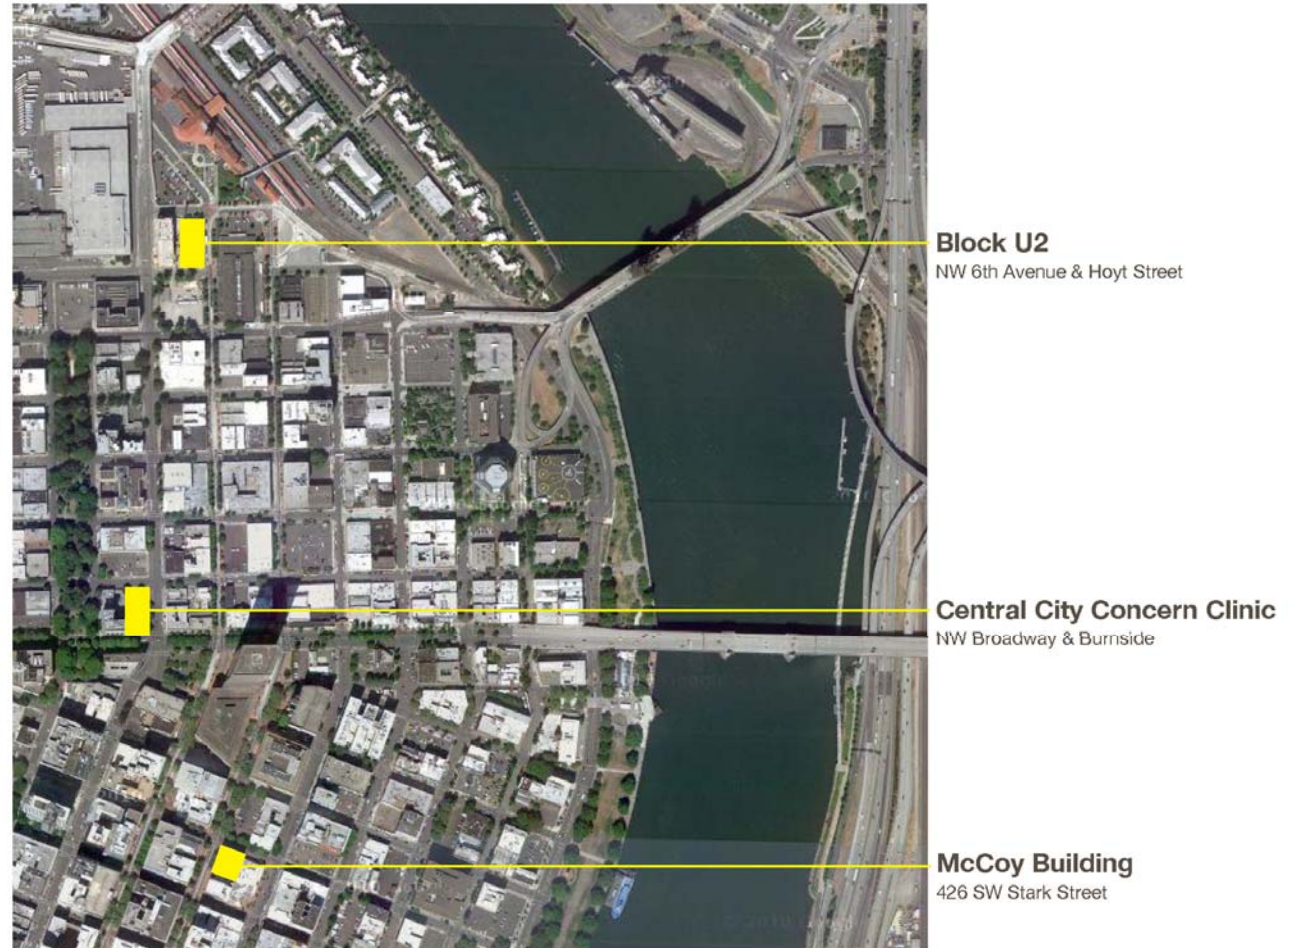 Block U2
NW 6th Avenue & Hoyt Street
Central City Concern Clinic
NW Broadway & Burnside
McCoy Building
426 SW Stark Street